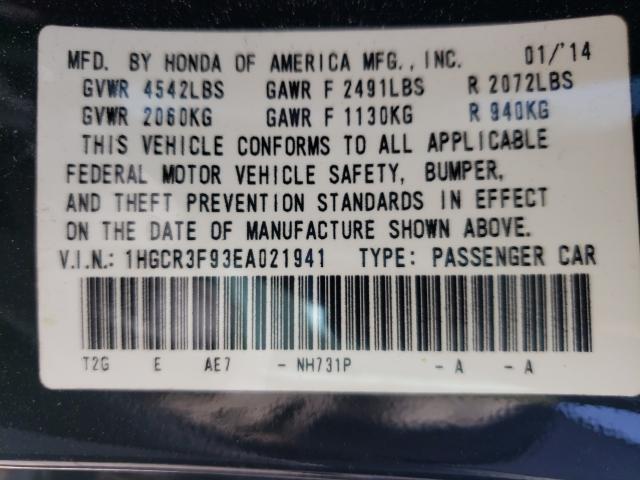 MFD. BY HONDA OF AMERICA MFG., INC. 01/'14
GVWR 4542LBS GAWR F 2491LBS R 2072LBS
GVWR 2060KG GAWR F 1130KG R 940KG
THIS VEHICLE CONFORMS TO ALL APPLICABLE
FEDERAL MOTOR VEHICLE SAFETY, BUMPER,
AND THEFT PREVENTION STANDARDS IN EFFECT
ON THE DATE OF MANUFACTURE SHOWN ABOVE.
V.I.N.: 1HGCR3F93EA021941 TYPE: PASSENGER CAR
T2G E AE7 - NH731P - A - A